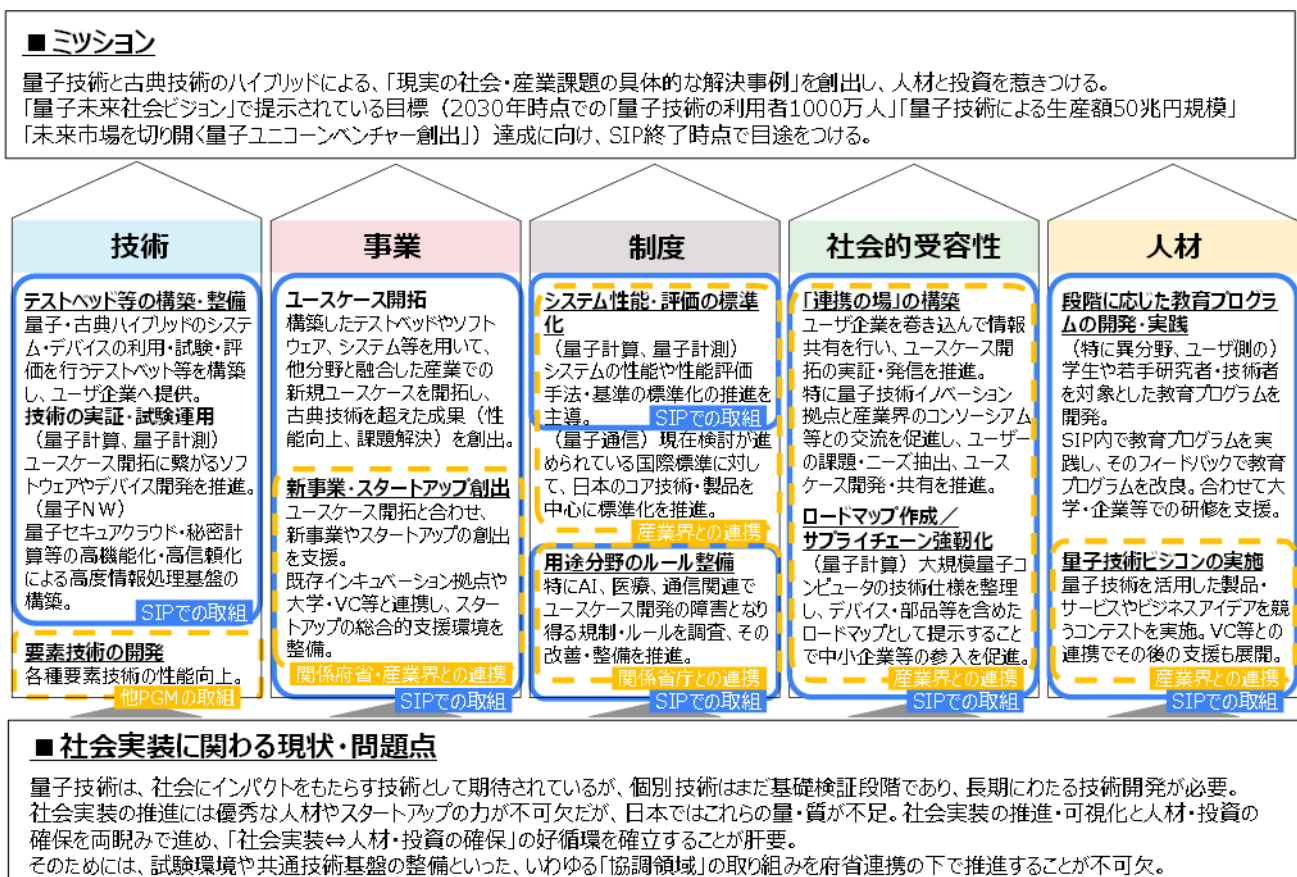 ■ミッション
量子技術と古典技術のハイブリッドによる、「現実の社会・産業課題の具体的な解決事例」を創出し、人材と投資を惹きつける。
「量子未来社会ビジョン」で提示されている目標（2030年時点での「量子技術の利用者1000万人」「量子技術による生産額50兆円規模」
「未来市場を切り開く量子ユニコーンベンチャー創出」）達成に向け、SIP終了時点で目途をつける。
技術
テストベッド等の構築・整備
量子・古典ハイブリッドのシステ
ム・デバイスの利用・試験・評
価を行うテストベット等を構築
し、ユーザ企業へ提供。
技術の実証・試験運用
（量子計算、量子計測）
ユースケース開拓に繋がるソフ
トウェアやデバイス開発を推進。
（量子NW）
量子セキュアクラウド・秘密計
算等の高機能化・高信頼化
による高度情報処理基盤の
構築。
SIPでの取組
要素技術の開発
各種要素技術の性能向上。
他PGMの取組
事業
ユースケース開拓
構築したテストベッドやソフト
ウェア、システム等を用いて、
他分野と融合した産業での
新規ユースケースを開拓し、
古典技術を超えた成果（性
能向上、課題解決）を創出。
新事業・スタートアップ創出
ユースケース開拓と合わせ、
新事業やスタートアップの創出
を支援。
既存インキュベーション拠点や
大学・VC等と連携し、スター
トアップの総合的支援環境を
整備。
関係府省・産業界との連携
SIPでの取組
制度
システム性能・評価の標準
化
（量子計算、量子計測）
システムの性能や性能評価
手法・基準の標準化の推進を
主導。
SIPでの取組
（量子通信）現在検討が進
められている国際標準に対し
て、日本のコア技術・製品を
中心に標準化を推進。
産業界との連携
用途分野のルール整備
特にAI、医療、通信関連で
ユースケース開発の障害となり
得る規制・ルールを調査、その
改善・整備を推進。
関係省庁との連携
SIPでの取組
社会的受容性
「連携の場」の構築
ユーザ企業を巻き込んで情報
共有を行い、ユースケース開
拓の実証・発信を推進。
特に量子技術イノベーション
拠点と産業界のコンソーシアム
等との交流を促進し、ユーザー
の課題・ニーズ抽出、ユース
ケース開発・共有を推進。
ロードマップ作成／
サプライチェーン強靭化
（量子計算）大規模量子コ
ンピュータの技術仕様を整理
し、デバイス・部品等を含めた
ロードマップとして提示すること
で中小企業等の参入を促進。
産業界との連携
SIPでの取組
人材
段階に応じた教育プログラ
ムの開発・実践
（特に異分野、ユーザ側の）
学生や若手研究者・技術者
を対象とした教育プログラムを
開発。
SIP内で教育プログラムを実
践し、そのフィードバックで教育
プログラムを改良。合わせて大
学・企業等での研修を支援。
量子技術ビジコンの実施
量子技術を活用した製品・
サービスやビジネスアイデアを競
うコンテストを実施。VC等との
連携でその後の支援も展開。
産業界との連携
SIPでの取組
■社会実装に関わる現状・問題点
量子技術は、社会にインパクトをもたらす技術として期待されているが、個別技術はまだ基礎検証段階であり、長期にわたる技術開発が必要。
社会実装の推進には優秀な人材やスタートアップの力が不可欠だが、日本ではこれらの量・質が不足。社会実装の推進・可視化と人材・投資の
確保を両睨みで進め、「社会実装⇔人材・投資の確保」の好循環を確立することが肝要。
そのためには、試験環境や共通技術基盤の整備といった、いわゆる「協調領域」の取り組みを府省連携の下で推進することが不可欠。